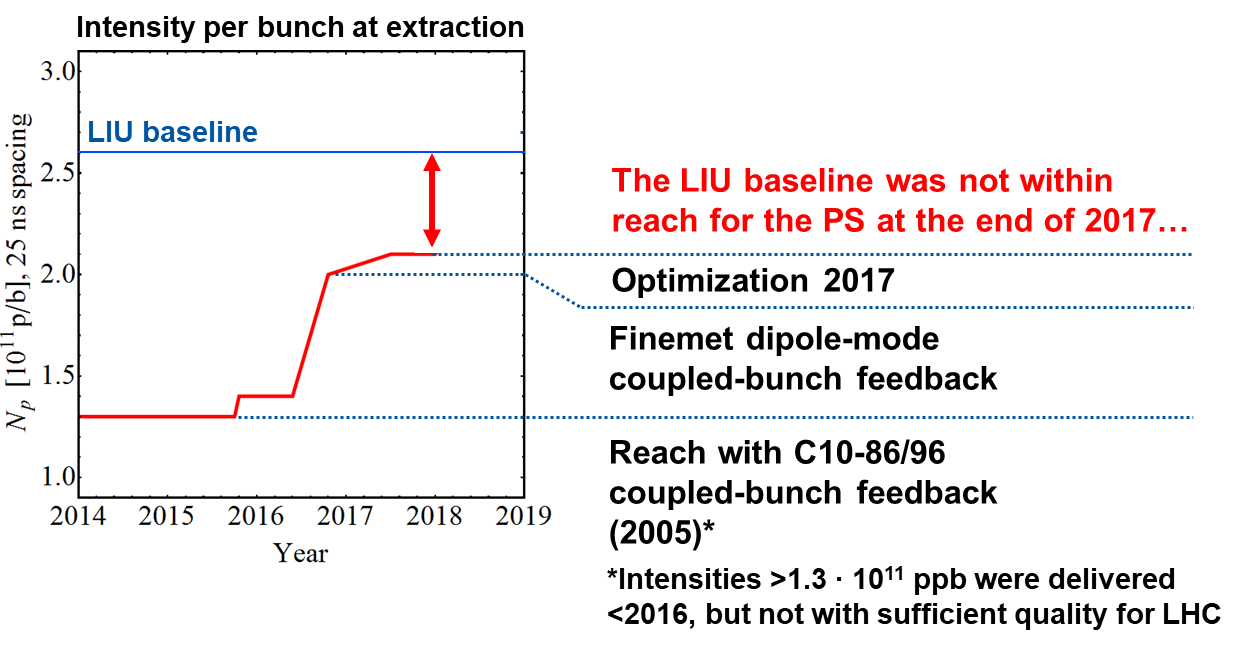 Intensity per bunch at extraction
3.0
LIU baseline
2.5
2.0
1.5
1.0
Nₚ [10¹¹ p/b], 25 ns spacing
2014 2015 2016 2017 2018 2019
Year
The LIU baseline was not within
reach for the PS at the end of 2017…
Optimization 2017
Finemet dipole-mode
coupled-bunch feedback
Reach with C10-86/96
coupled-bunch feedback
(2005)*
*Intensities >1.3 · 10¹¹ ppb were delivered
<2016, but not with sufficient quality for LHC